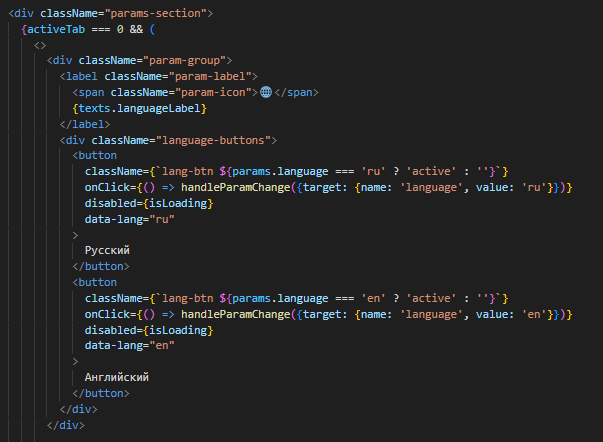 <div className="params-section">
{activeTab === 0 && (
<>
<div className="param-group">
<label className="param-label">
<span className="param-icon">🌐</span>
{texts.languageLabel}
</label>
<div className="language-buttons">
<button
className={`lang-btn ${params.language === 'ru' ? 'active' : ''}`}
onClick={() => handleParamChange({target: {name: 'language', value: 'ru'}})}
disabled={isLoading}
data-lang="ru"
>
Русский
</button>
<button
className={`lang-btn ${params.language === 'en' ? 'active' : ''}`}
onClick={() => handleParamChange({target: {name: 'language', value: 'en'}})}
disabled={isLoading}
data-lang="en"
>
Английский
</button>
</div>
</div>